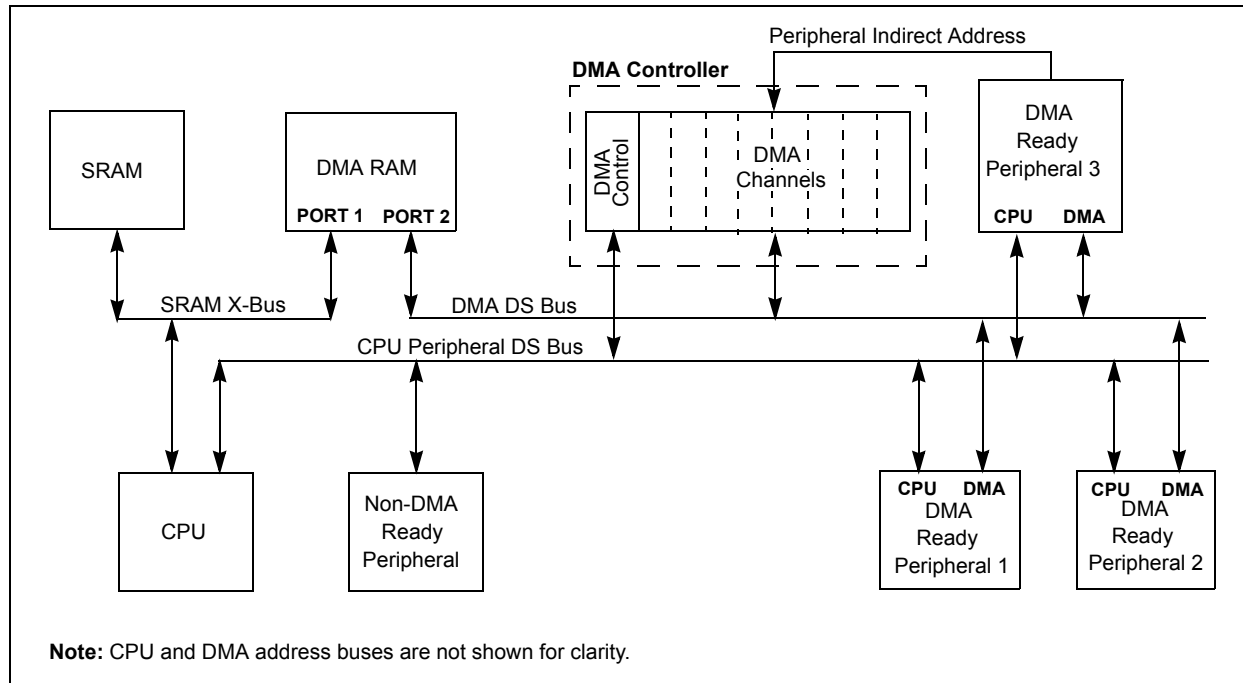 Peripheral Indirect Address
DMA Controller
SRAM
DMA RAM
PORT 1 PORT 2
DMA
Control
DMA
Channels
DMA
Ready
Peripheral 3
CPU DMA
SRAM X-Bus
DMA DS Bus
CPU Peripheral DS Bus
CPU
Non-DMA
Ready
Peripheral
CPU DMA
DMA
Ready
Peripheral 1
CPU DMA
DMA
Ready
Peripheral 2
Note: CPU and DMA address buses are not shown for clarity.